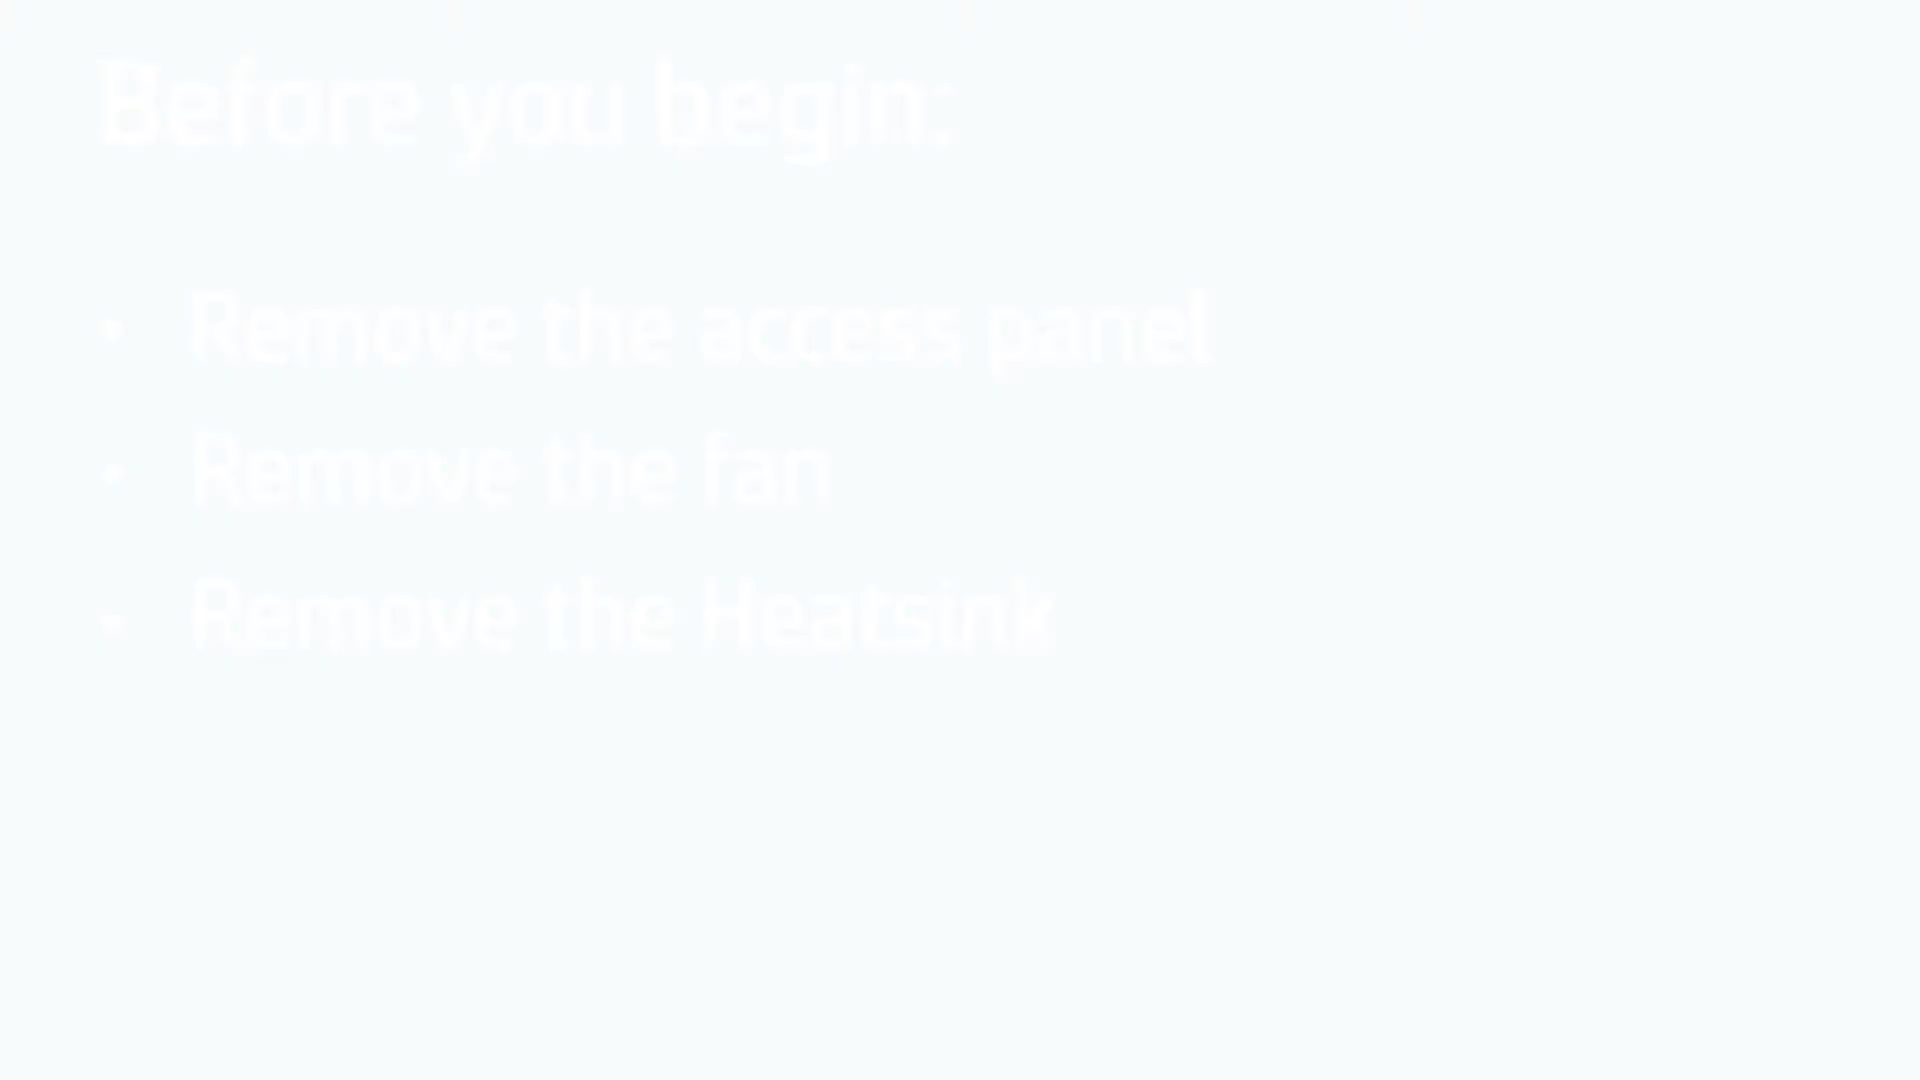 Before you begin:
• Remove the access panel
• Remove the fan
• Remove the Heatsink